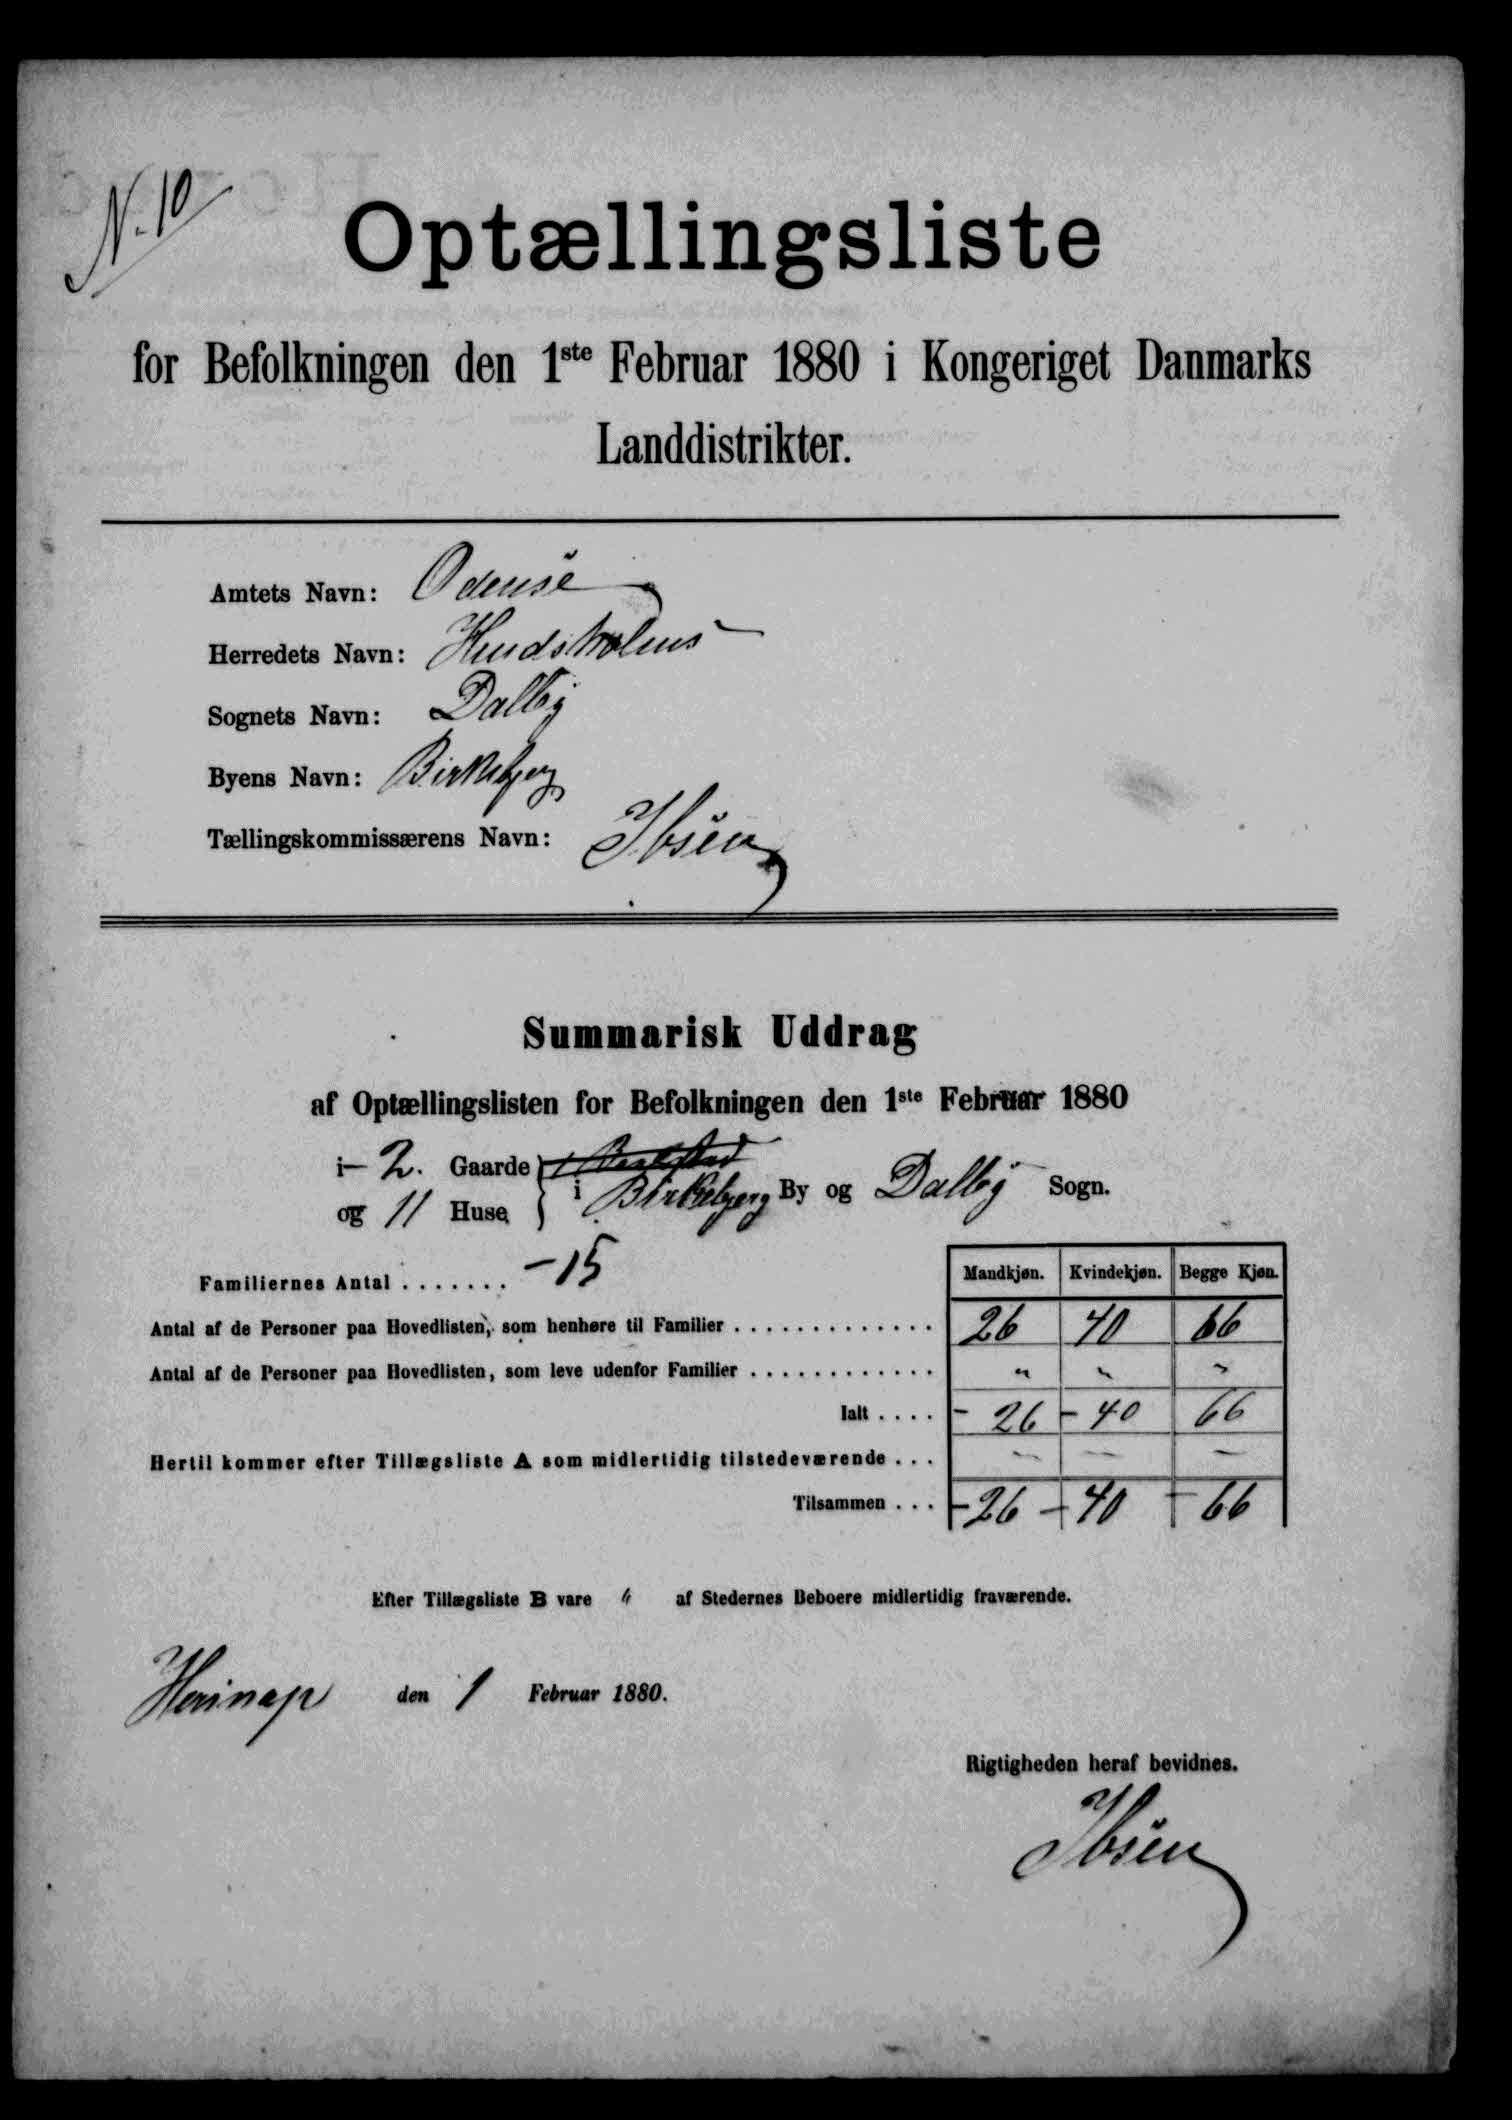 N. 10
Optællingsliste
for Befolkningen den 1ste Februar 1880 i Kongeriget Danmarks
Landdistrikter.
Amtets Navn: Odense
Herredets Navn: Hindsholms
Sognets Navn: Dalby
Byens Navn: Birkebjerg
Tællingskommissærens Navn: Ibsen
Summarisk Uddrag
af Optællingslisten for Befolkningen den 1ste Februar 1880
i 2. Gaarde
og 11 Huse } i Birkebjerg By og Dalby Sogn.
Familiernes Antal ....... - 15
Mandkjøn. Kvindekjøn. Begge Kjøn.
Antal af de Personer paa Hovedlisten, som henhøre til Familier .............. 26 40 66
Antal af de Personer paa Hovedlisten, som leve udenfor Familier ............ " " "
Ialt .... - 26 - 40 66
Hertil kommer efter Tillægsliste A som midlertidig tilstedeværende ... - - -
Tilsammen ... - 26 - 40 - 66
Efter Tillægsliste B vare " af Stedernes Beboere midlertidig fraværende.
den 1 Februar 1880.
Rigtigheden heraf bevidnes.
Ibsen